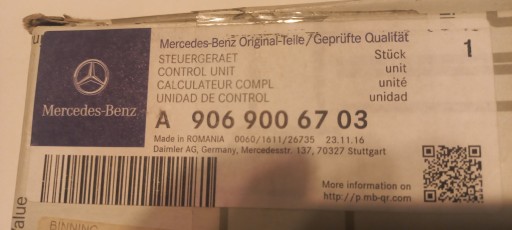 Mercedes-Benz Original-Teile/Geprüfte Qualität
STEUERGERAET Stück 1
CONTROL UNIT unit
CALCULATEUR COMPL unité
UNIDAD DE CONTROL unidad
Mercedes-Benz
A 906 900 67 03
Made in ROMANIA 0060/1611/26735 23.11.16
Daimler AG, Germany, Mercedesstr. 137, 70327 Stuttgart
More information on
http://p.mb-qr.com/
alue
BINNING